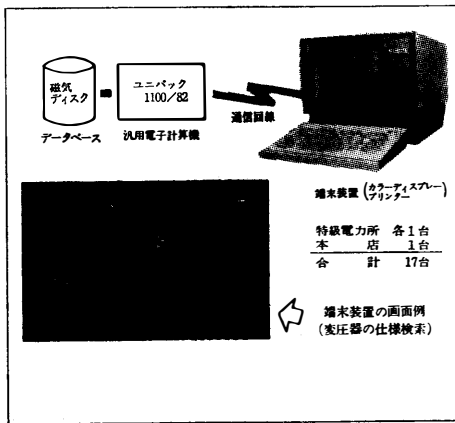 磁気
ディスク
データベース
ユニバック
1100/82
汎用電子計算機
通信回線
端末装置(カラーディスプレー
プリンター)
特級電力所 各1台
本店 1台
合計 17台
端末装置の画面例
(変圧器の仕様検索)